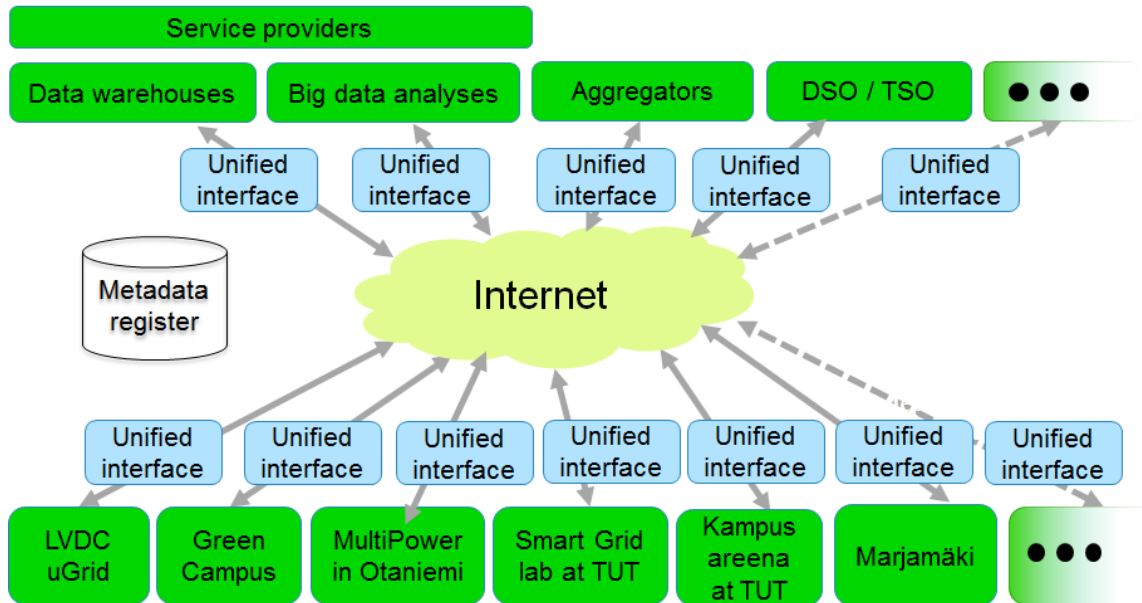 Service providers
Data warehouses
Big data analyses
Aggregators
DSO / TSO
Unified
interface
Unified
interface
Unified
interface
Unified
interface
Unified
interface
Metadata
register
Internet
Unified
interface
Unified
interface
Unified
interface
Unified
interface
Unified
interface
Unified
interface
Unified
interface
LVDC
uGrid
Green
Campus
MultiPower
in Otaniemi
Smart Grid
lab at TUT
Kampus
areena
at TUT
Marjamäki